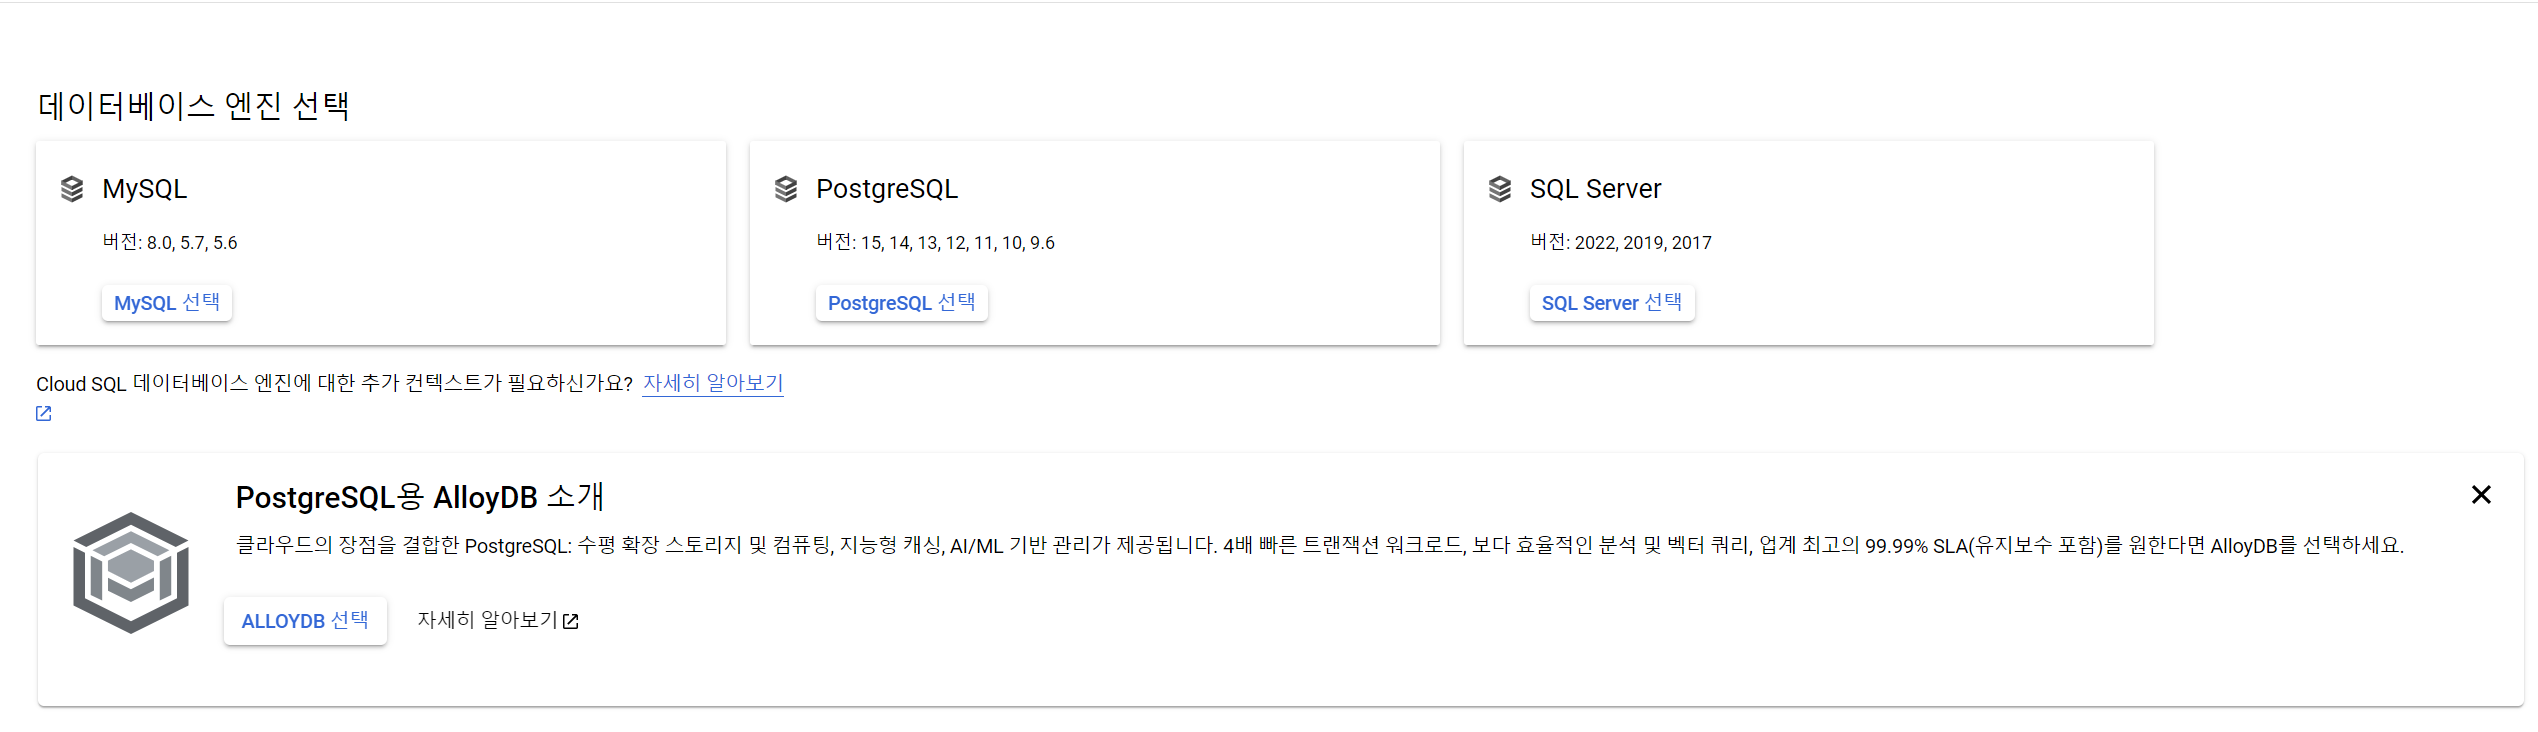 데이터베이스 엔진 선택
MySQL
버전: 8.0, 5.7, 5.6
MySQL 선택
PostgreSQL
버전: 15, 14, 13, 12, 11, 10, 9.6
PostgreSQL 선택
SQL Server
버전: 2022, 2019, 2017
SQL Server 선택
Cloud SQL 데이터베이스 엔진에 대한 추가 컨텍스트가 필요하신가요? 자세히 알아보기
PostgreSQL용 AlloyDB 소개
클라우드의 장점을 결합한 PostgreSQL: 수평 확장 스토리지 및 컴퓨팅, 지능형 캐싱, AI/ML 기반 관리가 제공됩니다. 4배 빠른 트랜잭션 워크로드, 보다 효율적인 분석 및 벡터 쿼리, 업계 최고의 99.99% SLA(유지보수 포함)를 원한다면 AlloyDB를 선택하세요.
ALLOYDB 선택
자세히 알아보기